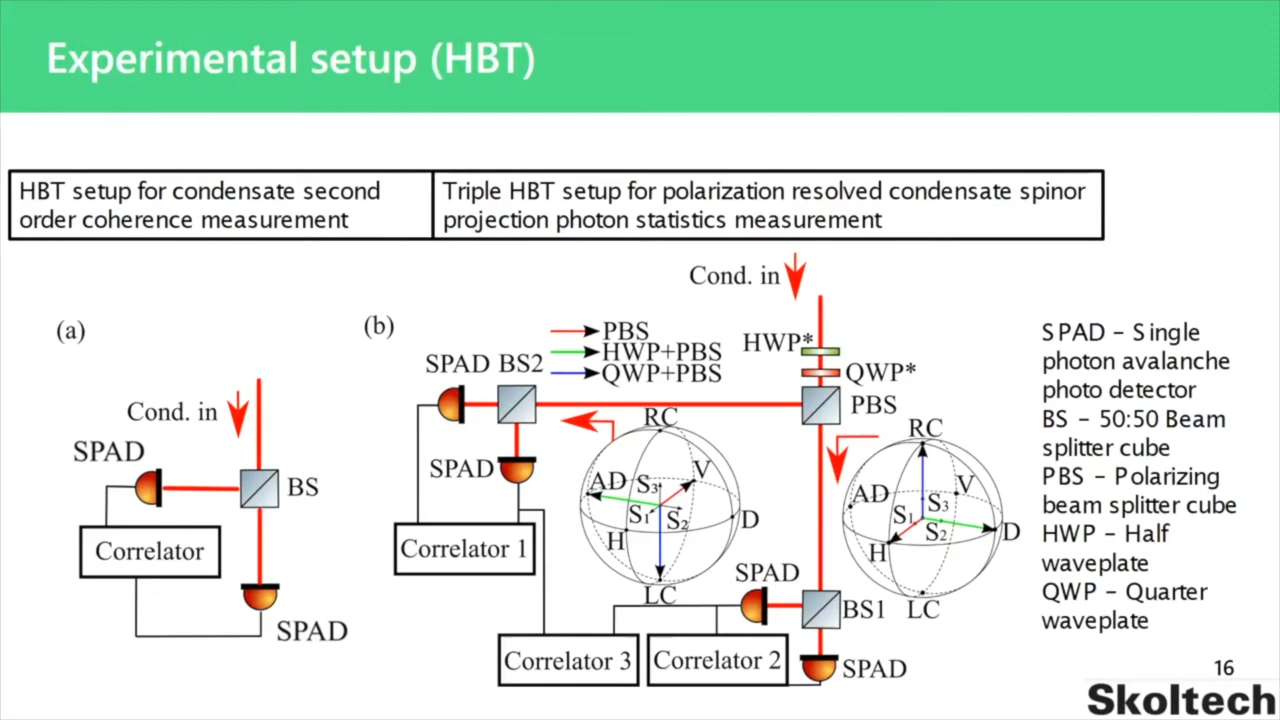 Experimental setup (HBT)
HBT setup for condensate second
order coherence measurement
Triple HBT setup for polarization resolved condensate spinor
projection photon statistics measurement
(a)
Cond. in
SPAD
BS
Correlator
SPAD
(b)
Cond. in
PBS
HWP+PBS
QWP+PBS
HWP*
QWP*
PBS
SPAD BS2
SPAD
Correlator 1
RC
V
AD
S3
S1
S2
D
H
LC
RC
V
AD
S3
S1
S2
D
H
LC
SPAD
BS1
Correlator 3
Correlator 2
SPAD
SPAD – Single
photon avalanche
photo detector
BS – 50:50 Beam
splitter cube
PBS – Polarizing
beam splitter cube
HWP – Half
waveplate
QWP – Quarter
waveplate
16
Skoltech